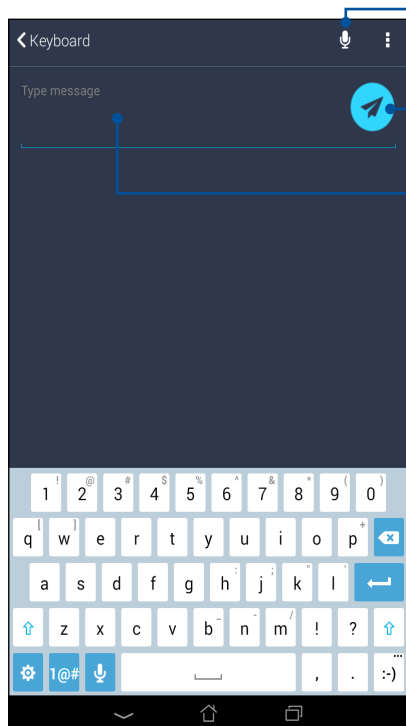 Keyboard
Type message
! @ # $ % ^ & * ( )
1 2 3 4 5 6 7 8 9 0
[ ] +
q w e r t y u i o p
: ; " '
a s d f g h j k l
_ - /
z x c v b n m ! ?
1@# , . ... :-)